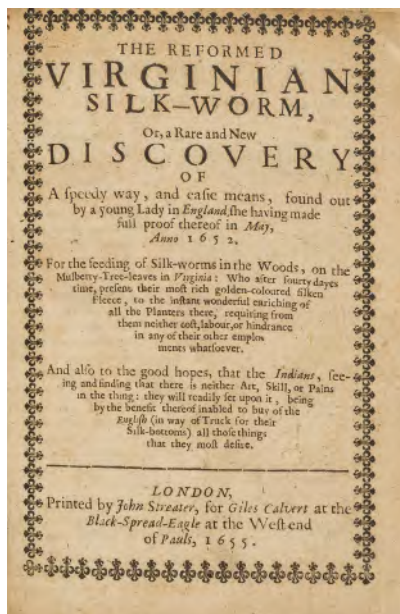 THE REFORMED
VIRGINIAN
SILK-WORM,
Or, a Rare and New
DISCOVERY
OF
A speedy way, and easie means, found out
by a young Lady in England, she having made
full proof thereof in May,
Anno 1652.
For the feeding of Silk-worms in the Woods, on the
Mulberry-Tree-leaves in Virginia: Who after fourty dayes
time, present their most rich golden-coloured silken
Fleece, to the instant wonderful enriching of
all the Planters there, requiring from
them neither cost, labour, or hindrance
in any of their other emploi
ments whatsoever.
And also to the good hopes, that the Indians, see-
ing and finding that there is neither Art, Skill, or Pains
in the thing: they will readily set upon it, being
by the benefit thereof inabled to buy of the
English (in way of Truck for their
Silk-bottoms) all those things
that they most desire.
LONDON,
Printed by John Streater, for Giles Calvert at the
Black-Spread-Eagle at the West end
of Pauls, 1655.